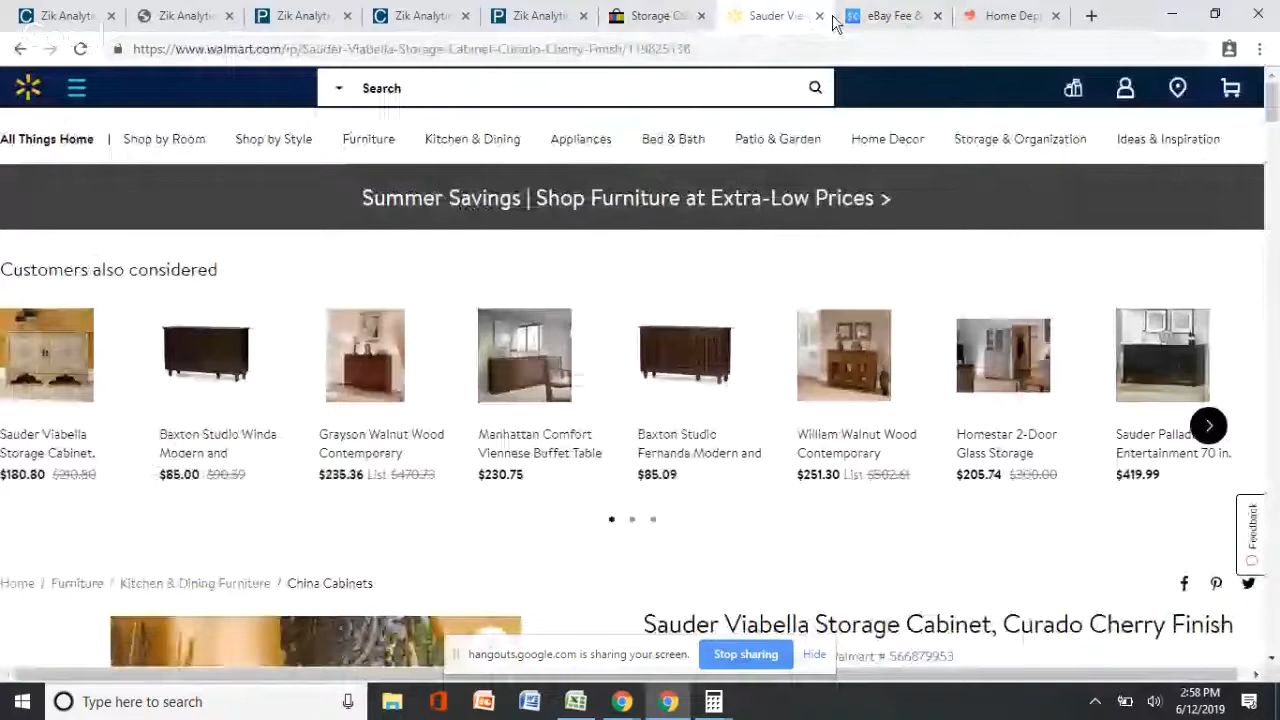 Zik Analytic
Zik Analytic
Zik Analytic
Zik Analytic
Zik Analytic
Storage Ca
Sauder Vie
eBay Fee &
Home Dep
https://www.walmart.com/ip/Sauder-Viabella-Storage-Cabinet-Curado-Cherry-Finish/119825138
Search
All Things Home | Shop by Room Shop by Style Furniture Kitchen & Dining Appliances Bed & Bath Patio & Garden Home Decor Storage & Organization Ideas & Inspiration
Summer Savings | Shop Furniture at Extra-Low Prices >
Customers also considered
Sauder Viabella
Storage Cabinet.
$180.80
Baxton Studio Winda
Modern and
$85.00 $90.59
Grayson Walnut Wood
Contemporary
$235.36 List $470.73
Manhattan Comfort
Viennese Buffet Table
$230.75
Baxton Studio
Fernanda Modern and
$85.09
William Walnut Wood
Contemporary
$251.30 List $502.61
Homestar 2-Door
Glass Storage
$205.74 $300.00
Sauder Pallad
Entertainment 70 in.
$419.99
Feedback
Home / Furniture / Kitchen & Dining Furniture / China Cabinets
Sauder Viabella Storage Cabinet, Curado Cherry Finish
Walmart # 566879953
hangouts.google.com is sharing your screen.
Stop sharing
Hide
Type here to search
2:58 PM
6/12/2019